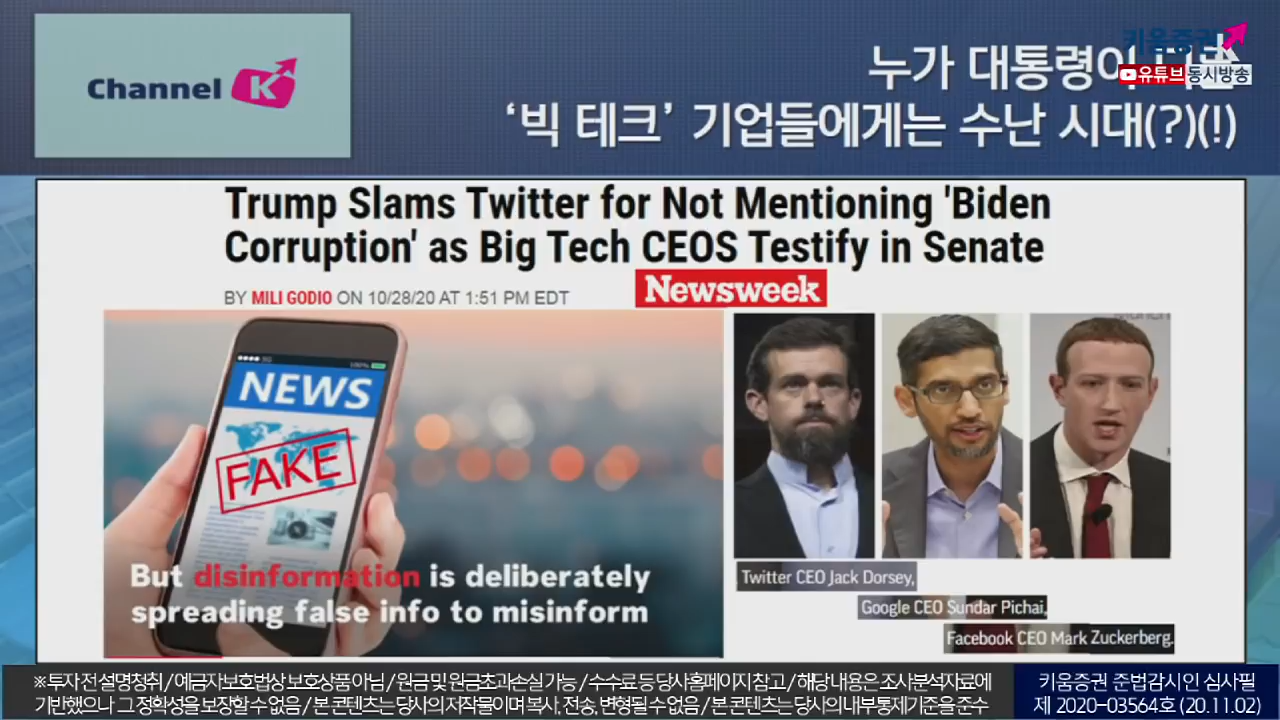 Channel K
키움증권
유튜브 동시방송
누가 대통령이
‘빅 테크’ 기업들에게는 수난 시대(?)(!)
Trump Slams Twitter for Not Mentioning 'Biden
Corruption' as Big Tech CEOS Testify in Senate
BY MILI GODIO ON 10/28/20 AT 1:51 PM EDT
Newsweek
100%
NEWS
FAKE
But disinformation is deliberately
spreading false info to misinform
Twitter CEO Jack Dorsey,
Google CEO Sundar Pichai,
Facebook CEO Mark Zuckerberg.
※ 투자 전 설명청취 / 예금자보호법상 보호상품 아님 / 원금 및 원금초과손실 가능 / 수수료 등 당사 홈페이지 참고 / 해당 내용은 조사분석자료에
기반했으나 그 정확성을 보장할 수 없음 / 본 콘텐츠는 당사의 저작물이며 복사, 전송, 변형될 수 없음 / 본 콘텐츠는 당사의 내부통제기준을 준수
키움증권 준법감시인 심사필
제 2020-03564호 (20.11.02)